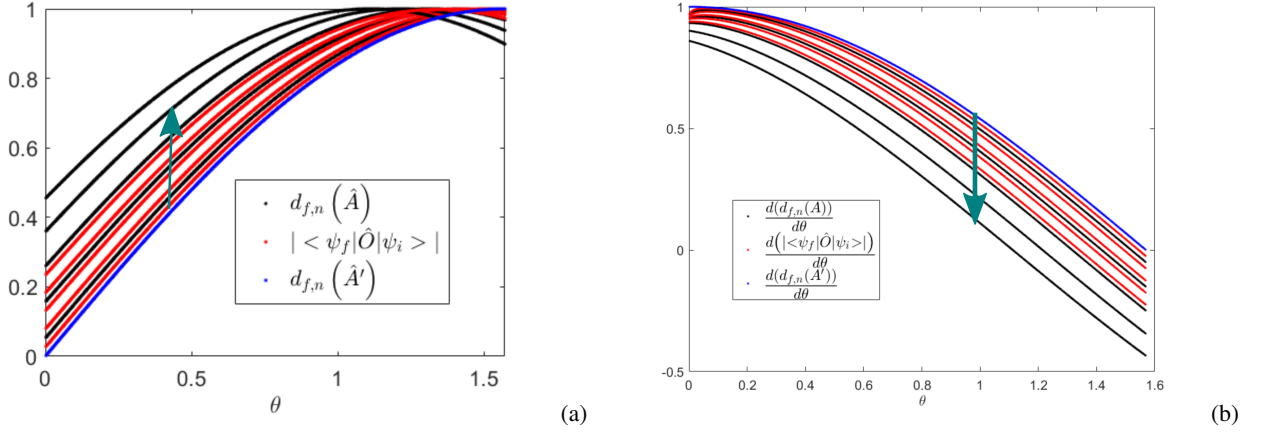 1
0.8
0.6
0.4
0.2
0
0 0.5 1 1.5
θ
d_{f,n}(Â)
|<ψ_f|Ô|ψ_i>|
d_{f,n}(Â′)
(a)
1
0.5
0
-0.5
0 0.2 0.4 0.6 0.8 1 1.2 1.4 1.6
θ
d(d_{f,n}(A))/dθ
d(|<ψ_f|Ô|ψ_i>|)/dθ
d(d_{f,n}(A′))/dθ
(b)